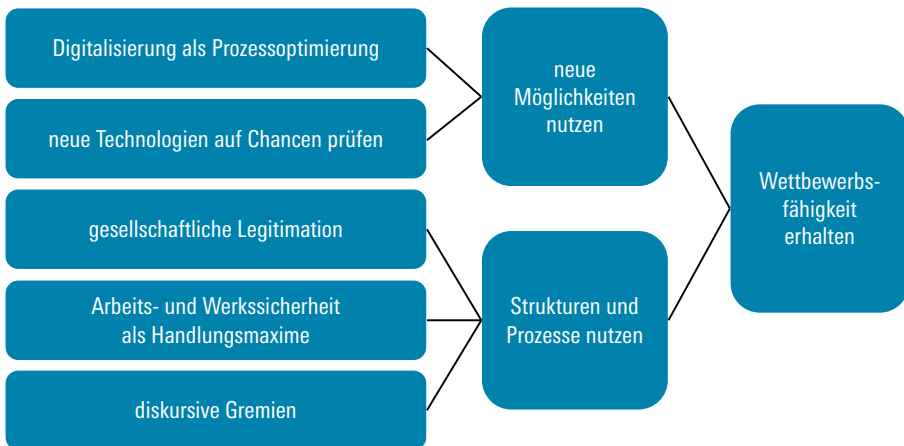 Digitalisierung als Prozessoptimierung
neue Technologien auf Chancen prüfen
gesellschaftliche Legitimation
Arbeits- und Werkssicherheit
als Handlungsmaxime
diskursive Gremien
neue
Möglichkeiten
nutzen
Strukturen und
Prozesse nutzen
Wettbewerbs-
fähigkeit
erhalten